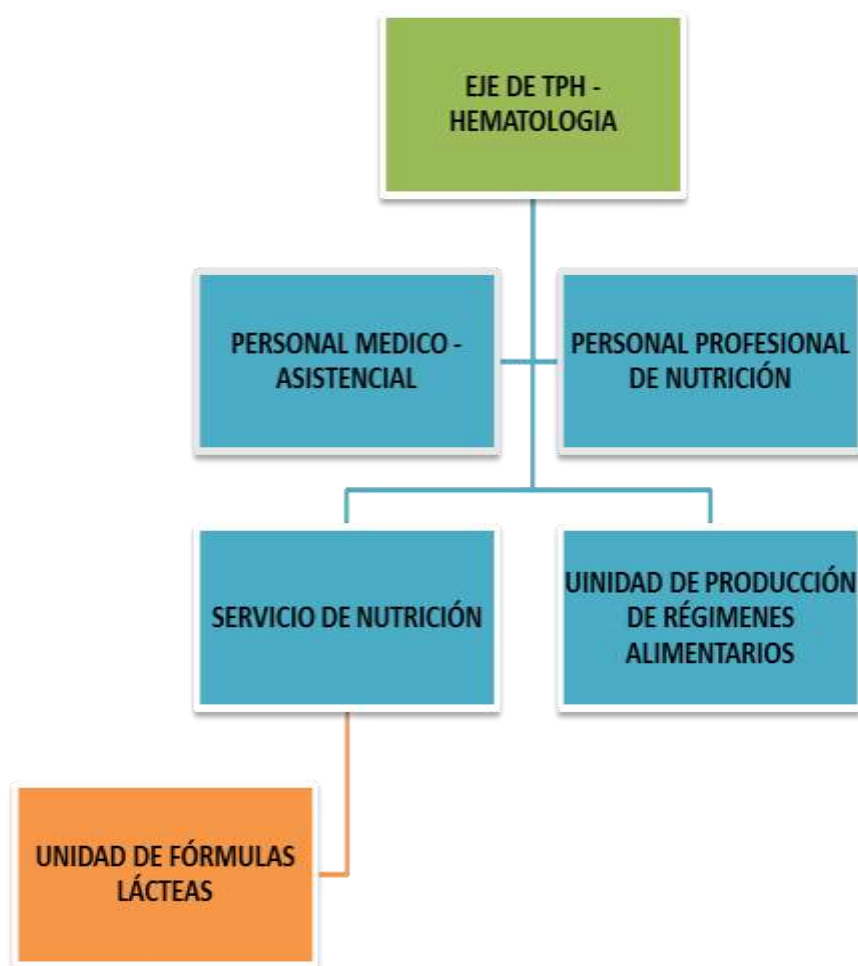 EJE DE TPH -
HEMATOLOGIA
PERSONAL MEDICO -
ASISTENCIAL
PERSONAL PROFESIONAL
DE NUTRICIÓN
SERVICIO DE NUTRICIÓN
UINIDAD DE PRODUCCIÓN
DE RÉGIMENES
ALIMENTARIOS
UNIDAD DE FÓRMULAS
LÁCTEAS